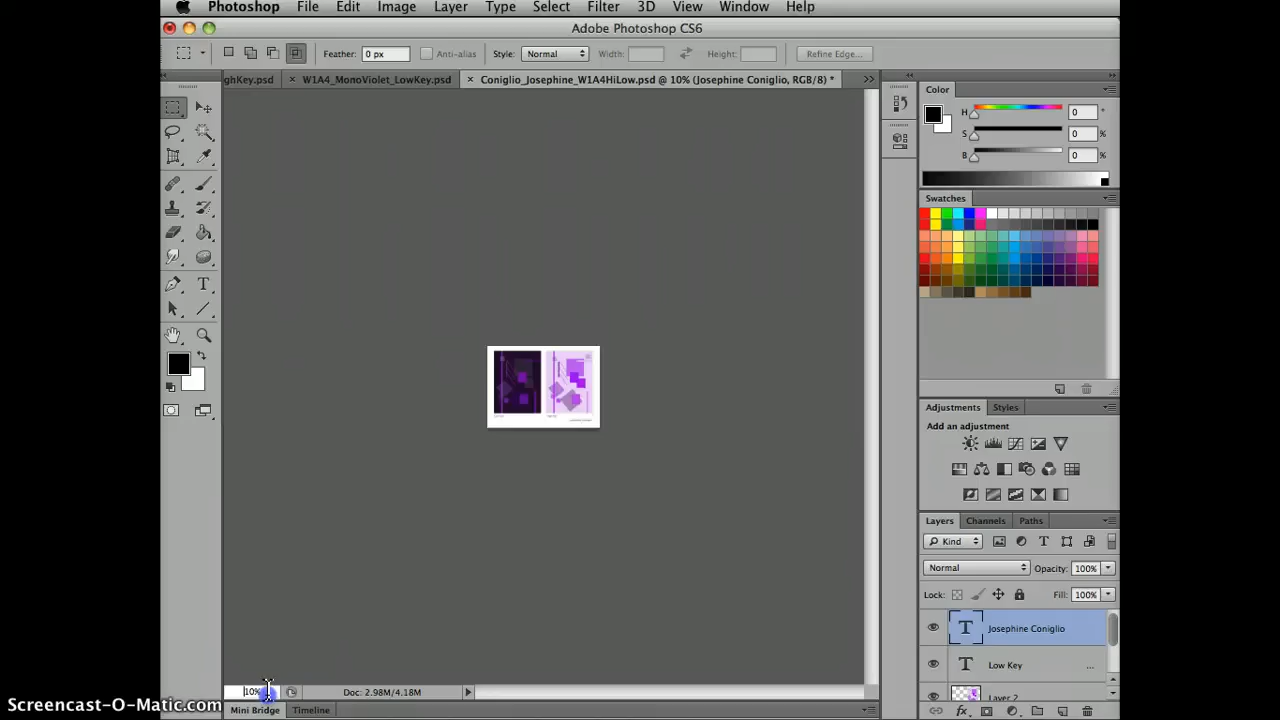 Photoshop File Edit Image Layer Type Select Filter 3D View Window Help
Adobe Photoshop CS6
Feather: 0 px Anti-alias Style: Normal Width: Height: Refine Edge...
ghKey.psd × W1A4_MonoViolet_LowKey.psd × Coniglio_Josephine_W1A4HiLow.psd @ 10% (Josephine Coniglio, RGB/8) *
Color
H 0 °
S 0 %
B 0 %
Swatches
Adjustments Styles
Add an adjustment
Layers Channels Paths
Kind
Normal Opacity: 100%
Lock: Fill: 100%
T Josephine Coniglio
T Low Key ...
Layer 2
10% Doc: 2.98M/4.18M
Mini Bridge Timeline
Screencast-O-Matic.com